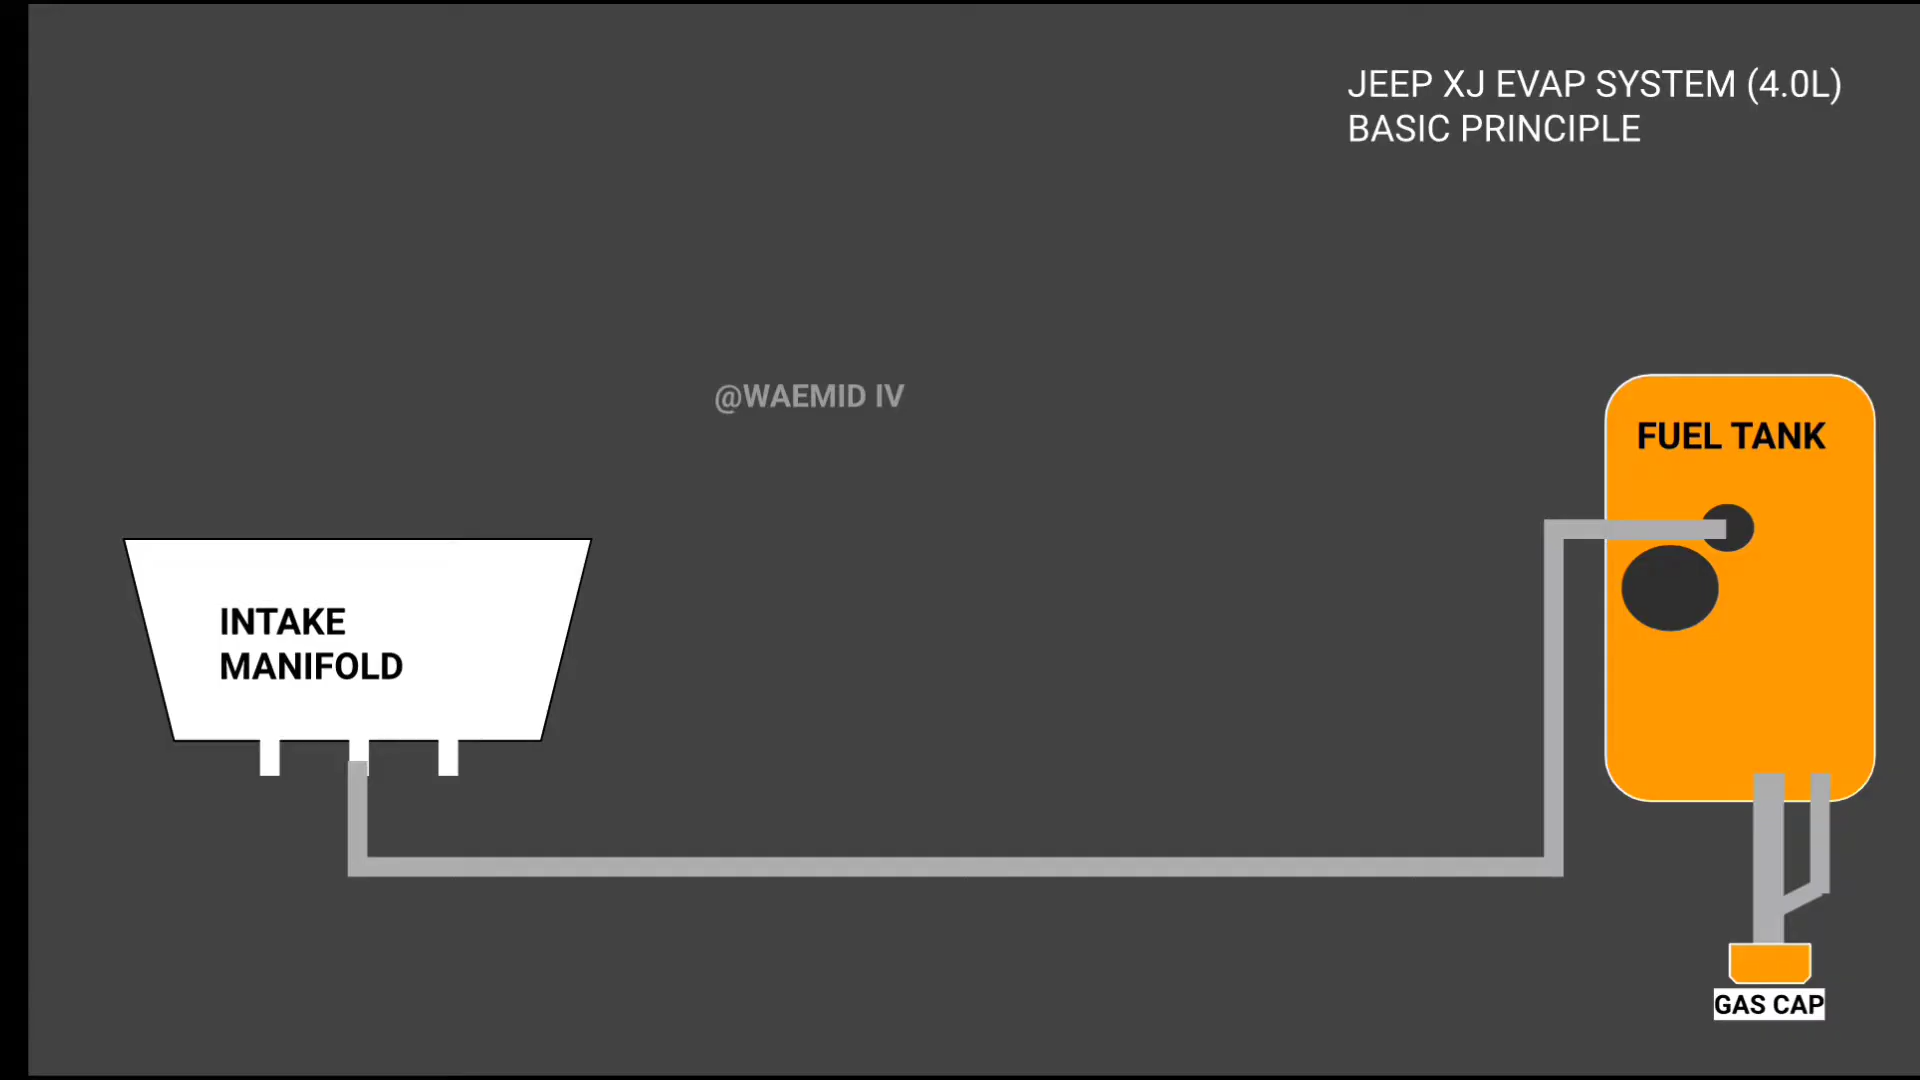 JEEP XJ EVAP SYSTEM (4.0L)
BASIC PRINCIPLE
@WAEMID IV
FUEL TANK
INTAKE
MANIFOLD
GAS CAP